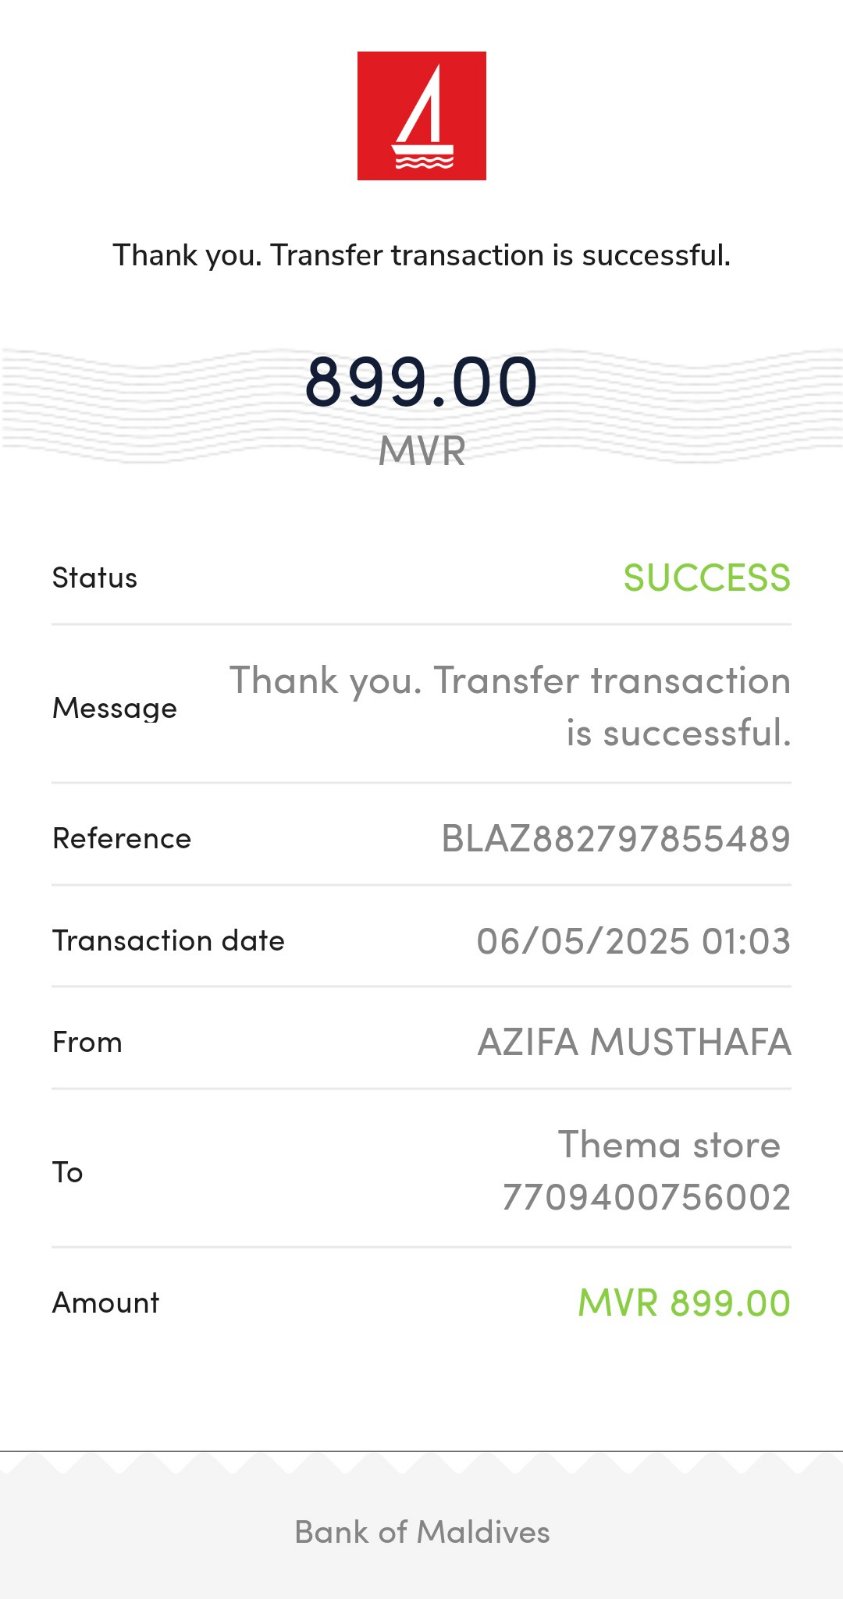 Thank you. Transfer transaction is successful.
899.00
MVR
Status
SUCCESS
Message
Thank you. Transfer transaction
is successful.
Reference
BLAZ882797855489
Transaction date
06/05/2025 01:03
From
AZIFA MUSTHAFA
To
Thema store
7709400756002
Amount
MVR 899.00
Bank of Maldives